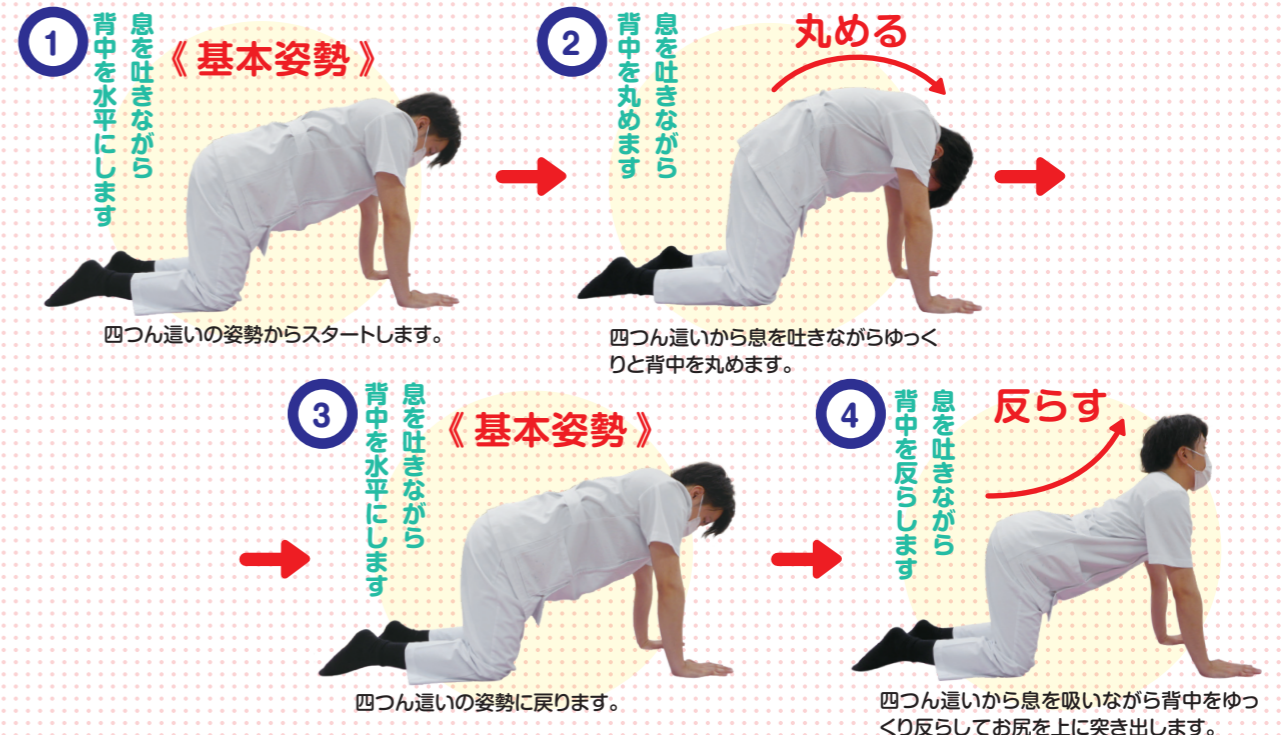 1
息を吐きながら
背中を水平にします
《 基本姿勢 》
四つん這いの姿勢からスタートします。
2
息を吐きながら
背中を丸めます
丸める
四つん這いから息を吐きながらゆっく
りと背中を丸めます。
3
息を吐きながら
背中を水平にします
《 基本姿勢 》
四つん這いの姿勢に戻ります。
4
息を吐きながら
背中を反らします
反らす
四つん這いから息を吸いながら背中をゆっ
くり反らしてお尻を上に突き出します。